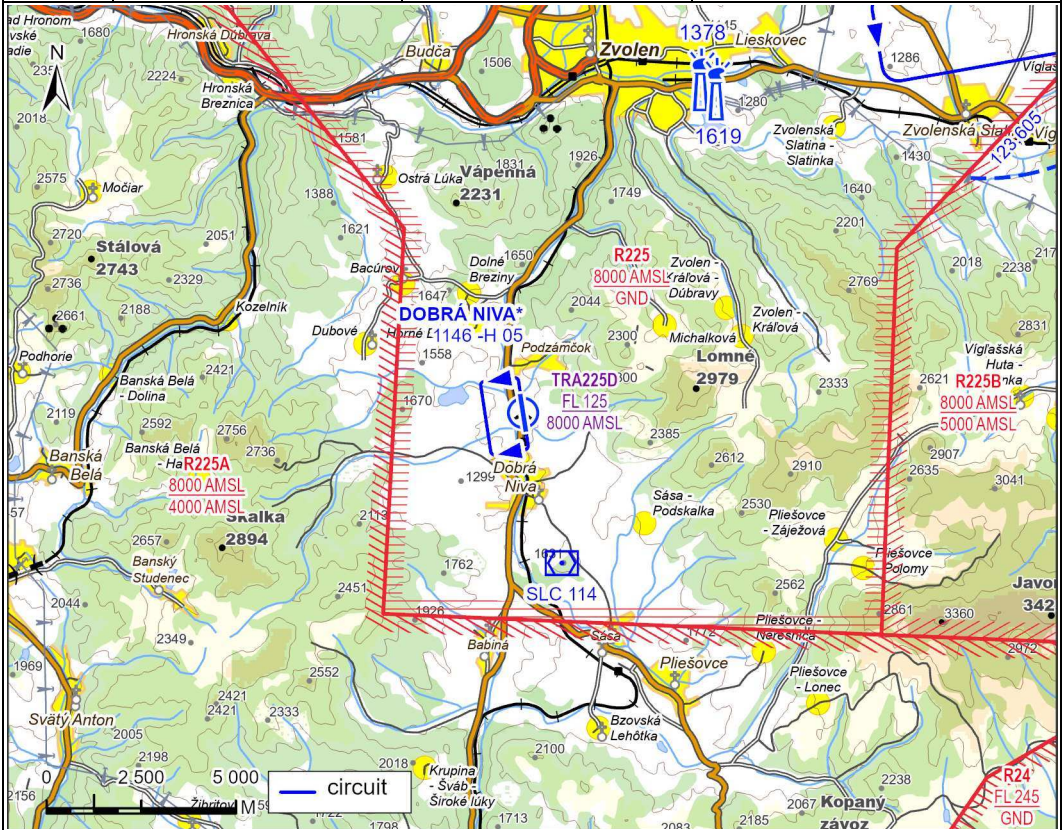 1680
Hronská Dúbrava
Budča
1506
Zvolen
1378
Lieskovec
1286
N
2224
Hronská
Breznica
2018
1280
1619
Zvolenská
Slatina -
Slatinka
123.605
1581
1831
1926
1430
2575
Močiar
Ostrá Lúka
Vápenná
2231
1388
1749
1640
2720
2051
1621
2201
Stálová
2743
1650
R225
8000 AMSL
GND
Zvolen -
Kráľová -
Dúbravy
2018
2238
2736
2329
Bacúrov
Dolné
Breziny
2769
2661
2188
Kozelník
1647
2044
Zvolen -
Kráľová
DOBRÁ NIVA*
1146 -H 05
2831
Dubové
2300
Michalková
Podhorie
1558
Podzámčok
Lomné
2979
Vígľašská
Huta -
2421
Banská Belá
- Dolina
TRA225D
FL 125
8000 AMSL
2333
2621
R225B
8000 AMSL
5000 AMSL
2119
1670
2592
2756
2385
2736
2907
Banská
Belá
Banská Belá
R225A
8000 AMSL
4000 AMSL
Dobrá
Niva
1299
2612
2910
2635
3041
Skalka
2894
2113
Sása -
Podskalka
2530
Pliešovce
- Záježová
2657
Banský
Studenec
1762
2451
2562
Pliešovce
Polomy
SLC 114
2044
1926
2861
3360
2349
Babiná
Sása
1772
Pliešovce -
Neresnica
2972
1969
2552
Pliešovce
Pliešovce
- Lonec
2421
2421
2333
Svätý Anton
2005
Bzovská
Lehôtka
2198
2100
0 2 500 5 000
M
circuit
2018
Krupina
- Šváb -
Široké lúky
2238
R24
FL 245
GND
2156
1798
1713
2083
2185
2067
Kopaný
závoz